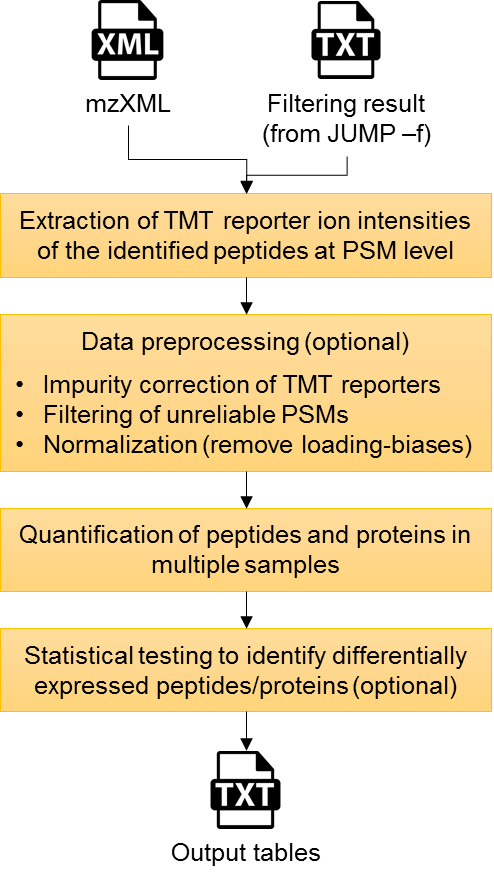 XML
TXT
mzXML
Filtering result
(from JUMP –f)
Extraction of TMT reporter ion intensities
of the identified peptides at PSM level
Data preprocessing (optional)
• Impurity correction of TMT reporters
• Filtering of unreliable PSMs
• Normalization (remove loading-biases)
Quantification of peptides and proteins in
multiple samples
Statistical testing to identify differentially
expressed peptides/proteins (optional)
TXT
Output tables